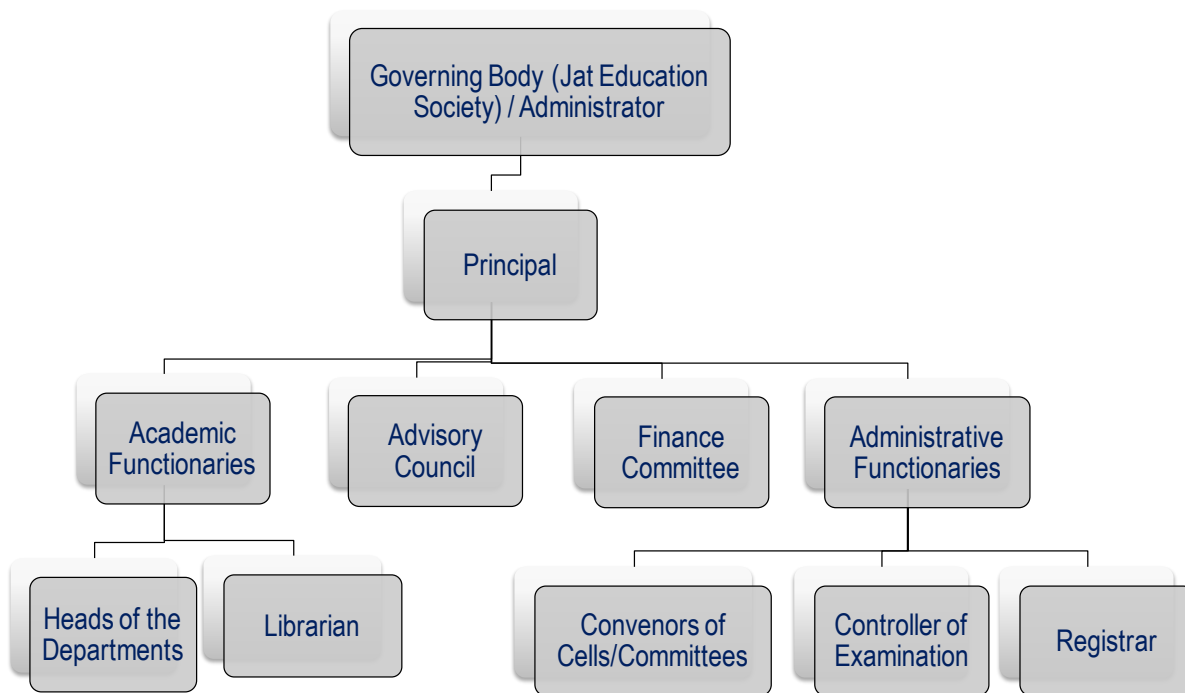 Governing Body (Jat Education
Society) / Administrator
Principal
Academic
Functionaries
Advisory
Council
Finance
Committee
Administrative
Functionaries
Heads of the
Departments
Librarian
Convenors of
Cells/Committees
Controller of
Examination
Registrar